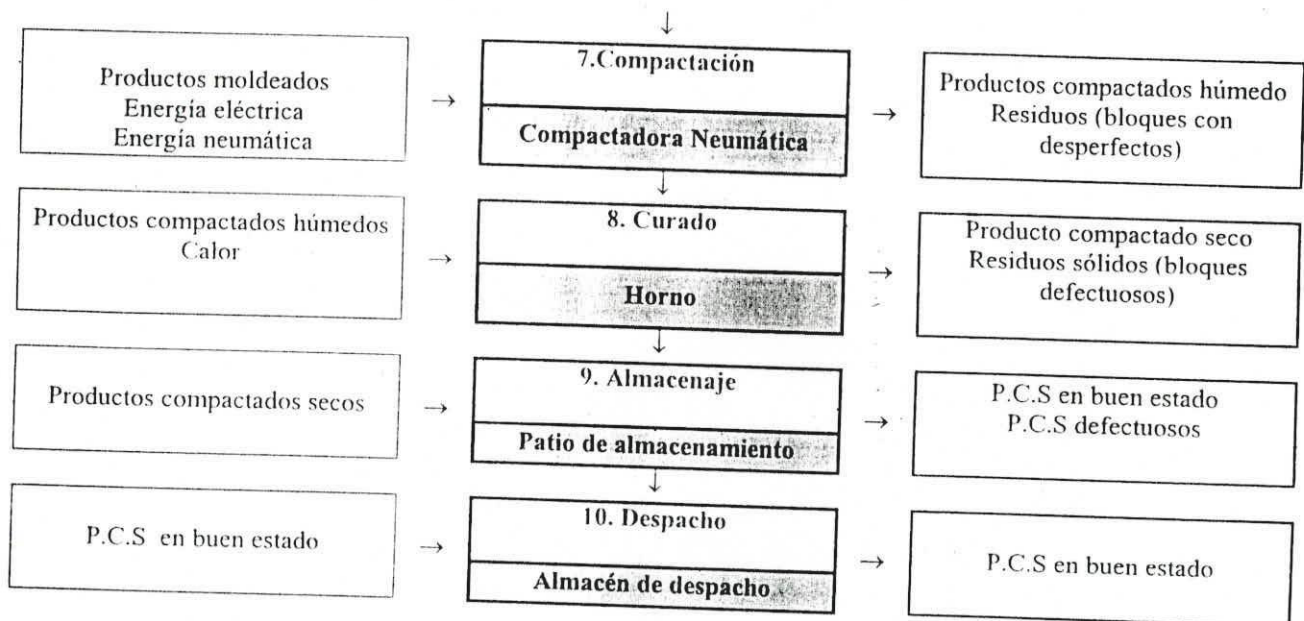 Productos moldeados
Energía eléctrica
Energía neumática
→
7.Compactación
Compactadora Neumática
→
Productos compactados húmedo
Residuos (bloques con
desperfectos)
Productos compactados húmedos
Calor
→
8. Curado
Horno
→
Producto compactado seco
Residuos sólidos (bloques
defectuosos)
Productos compactados secos
→
9. Almacenaje
Patio de almacenamiento
→
P.C.S en buen estado
P.C.S defectuosos
P.C.S en buen estado
→
10. Despacho
Almacén de despacho
→
P.C.S en buen estado